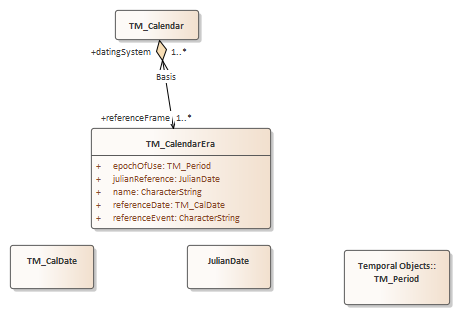 TM_Calendar
+datingSystem 1..*
Basis
+referenceFrame 1..*
TM_CalendarEra
+ epochOfUse: TM_Period
+ julianReference: JulianDate
+ name: CharacterString
+ referenceDate: TM_CalDate
+ referenceEvent: CharacterString
TM_CalDate
JulianDate
Temporal Objects::
TM_Period